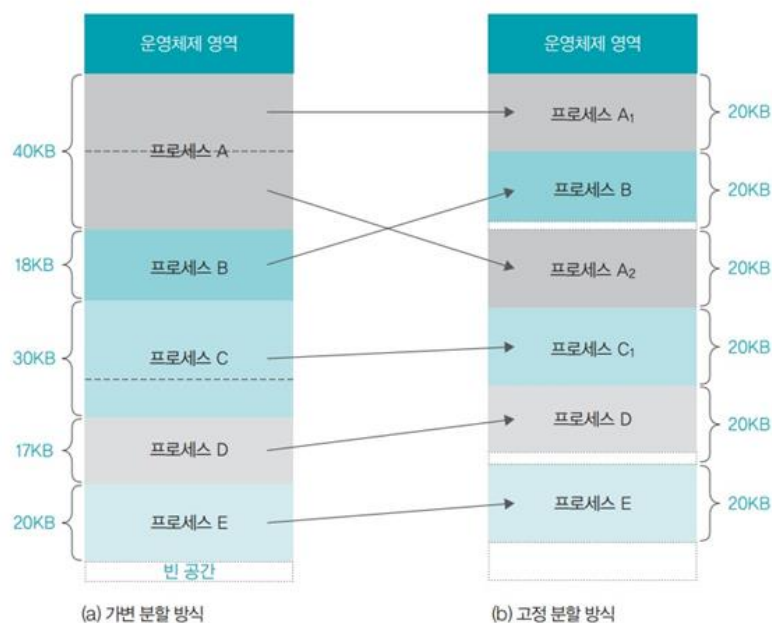 운영체제 영역
40KB
프로세스 A
18KB
프로세스 B
30KB
프로세스 C
17KB
프로세스 D
20KB
프로세스 E
빈 공간
(a) 가변 분할 방식
운영체제 영역
프로세스 A₁
20KB
프로세스 B
20KB
프로세스 A₂
20KB
프로세스 C₁
20KB
프로세스 D
20KB
프로세스 E
20KB
(b) 고정 분할 방식